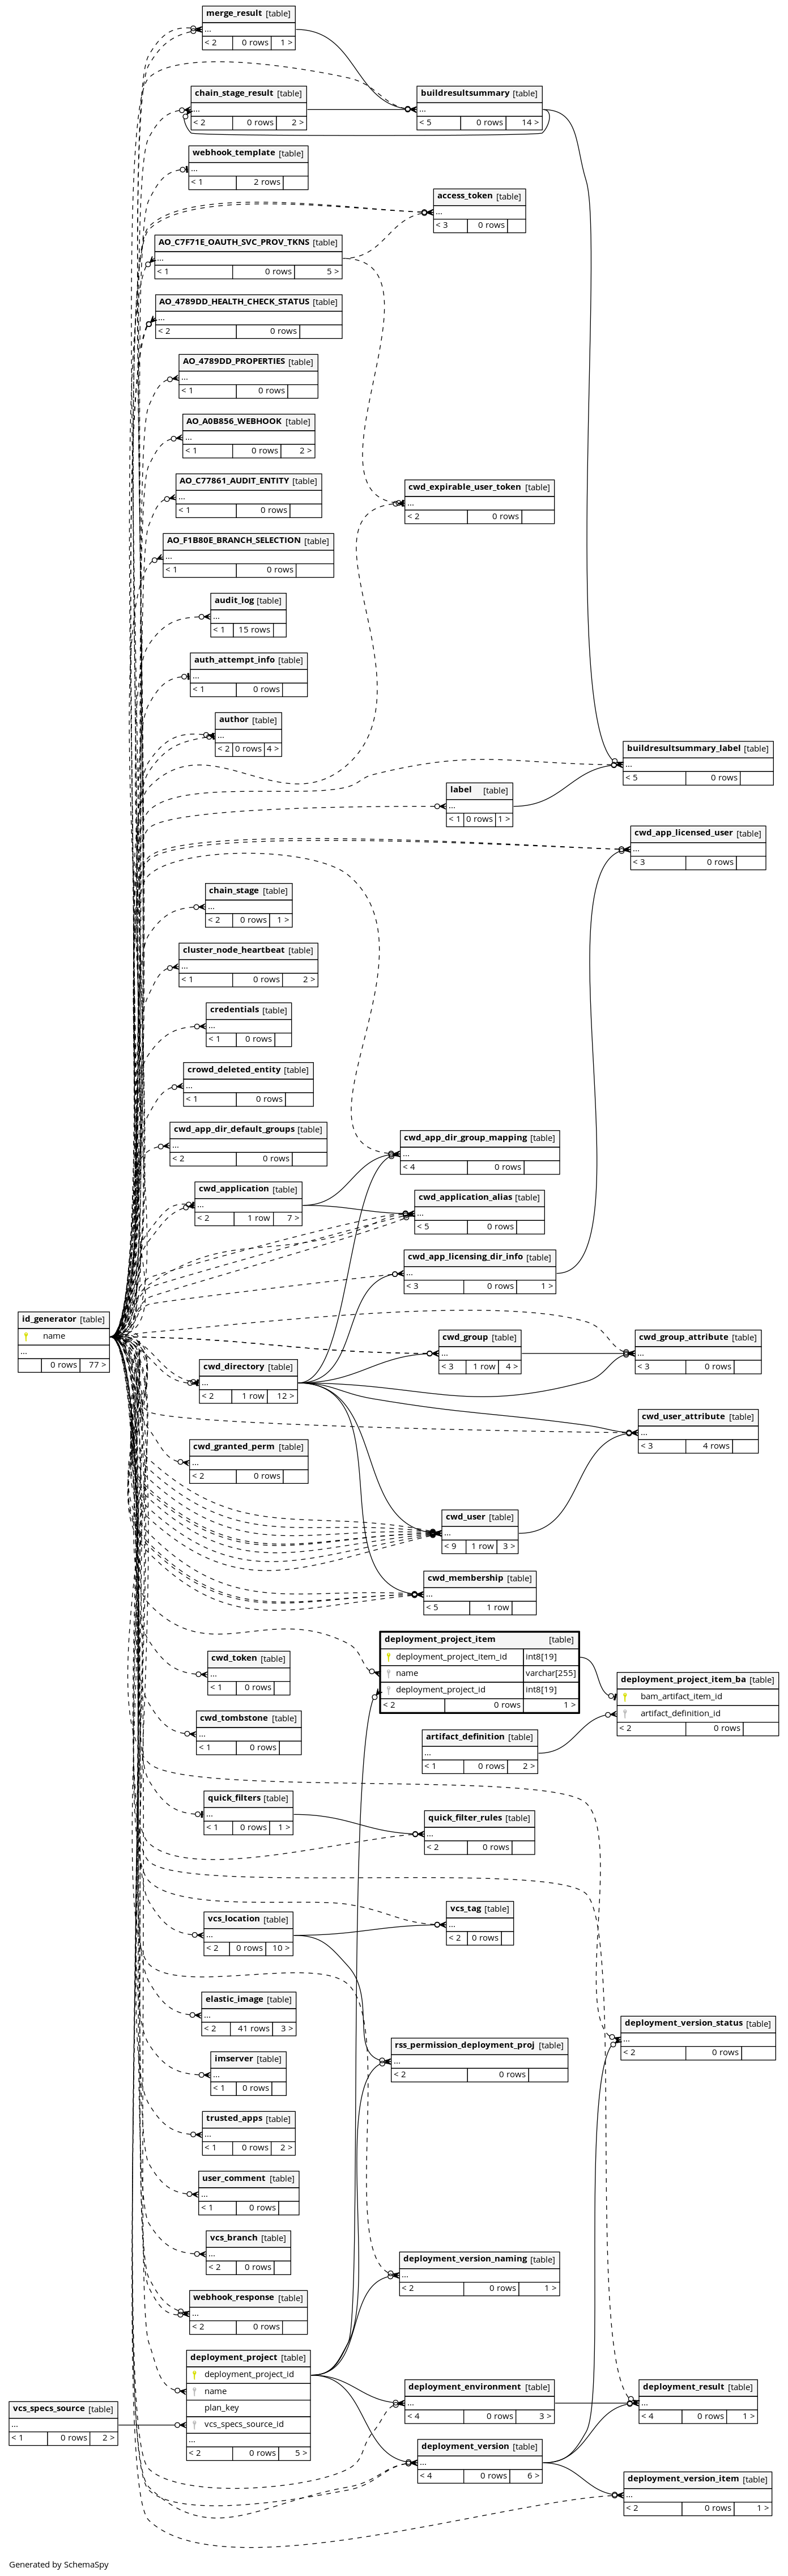 merge_result [table]
...
< 2 0 rows 1 >
chain_stage_result [table]
...
< 2 0 rows 2 >
buildresultsummary [table]
...
< 5 0 rows 14 >
webhook_template [table]
...
< 1 2 rows
access_token [table]
...
< 3 0 rows
AO_C7F71E_OAUTH_SVC_PROV_TKNS [table]
...
< 1 0 rows 5 >
AO_4789DD_HEALTH_CHECK_STATUS [table]
...
< 2 0 rows
AO_4789DD_PROPERTIES [table]
...
< 1 0 rows
AO_A0B856_WEBHOOK [table]
...
< 1 0 rows 2 >
AO_C77861_AUDIT_ENTITY [table]
...
< 1 0 rows
cwd_expirable_user_token [table]
...
< 2 0 rows
AO_F1B80E_BRANCH_SELECTION [table]
...
< 1 0 rows
audit_log [table]
...
< 1 15 rows
auth_attempt_info [table]
...
< 1 0 rows
author [table]
...
< 2 0 rows 4 >
buildresultsummary_label [table]
...
< 5 0 rows
label [table]
...
< 1 0 rows 1 >
cwd_app_licensed_user [table]
...
< 3 0 rows
chain_stage [table]
...
< 2 0 rows 1 >
cluster_node_heartbeat [table]
...
< 1 0 rows 2 >
credentials [table]
...
< 1 0 rows
crowd_deleted_entity [table]
...
< 1 0 rows
cwd_app_dir_default_groups [table]
...
< 2 0 rows
cwd_app_dir_group_mapping [table]
...
< 4 0 rows
cwd_application [table]
...
< 2 1 row 7 >
cwd_application_alias [table]
...
< 5 0 rows
cwd_app_licensing_dir_info [table]
...
< 3 0 rows 1 >
id_generator [table]
name
...
0 rows 77 >
cwd_group [table]
...
< 3 1 row 4 >
cwd_group_attribute [table]
...
< 3 0 rows
cwd_directory [table]
...
< 2 1 row 12 >
cwd_user_attribute [table]
...
< 3 4 rows
cwd_granted_perm [table]
...
< 2 0 rows
cwd_user [table]
...
< 9 1 row 3 >
cwd_membership [table]
...
< 5 1 row
deployment_project_item [table]
deployment_project_item_id int8[19]
name varchar[255]
deployment_project_id int8[19]
< 2 0 rows 1 >
cwd_token [table]
...
< 1 0 rows
deployment_project_item_ba [table]
bam_artifact_item_id
artifact_definition_id
< 2 0 rows
cwd_tombstone [table]
...
< 1 0 rows
artifact_definition [table]
...
< 1 0 rows 2 >
quick_filters [table]
...
< 1 0 rows 1 >
quick_filter_rules [table]
...
< 2 0 rows
vcs_tag [table]
...
< 2 0 rows
vcs_location [table]
...
< 2 0 rows 10 >
elastic_image [table]
...
< 2 41 rows 3 >
deployment_version_status [table]
...
< 2 0 rows
rss_permission_deployment_proj [table]
...
< 2 0 rows
imserver [table]
...
< 1 0 rows
trusted_apps [table]
...
< 1 0 rows 2 >
user_comment [table]
...
< 1 0 rows
vcs_branch [table]
...
< 2 0 rows
deployment_version_naming [table]
...
< 2 0 rows 1 >
webhook_response [table]
...
< 2 0 rows
deployment_project [table]
deployment_project_id
name
plan_key
vcs_specs_source_id
...
< 2 0 rows 5 >
vcs_specs_source [table]
...
< 1 0 rows 2 >
deployment_environment [table]
...
< 4 0 rows 3 >
deployment_result [table]
...
< 4 0 rows 1 >
deployment_version [table]
...
< 4 0 rows 6 >
deployment_version_item [table]
...
< 2 0 rows 1 >
Generated by SchemaSpy